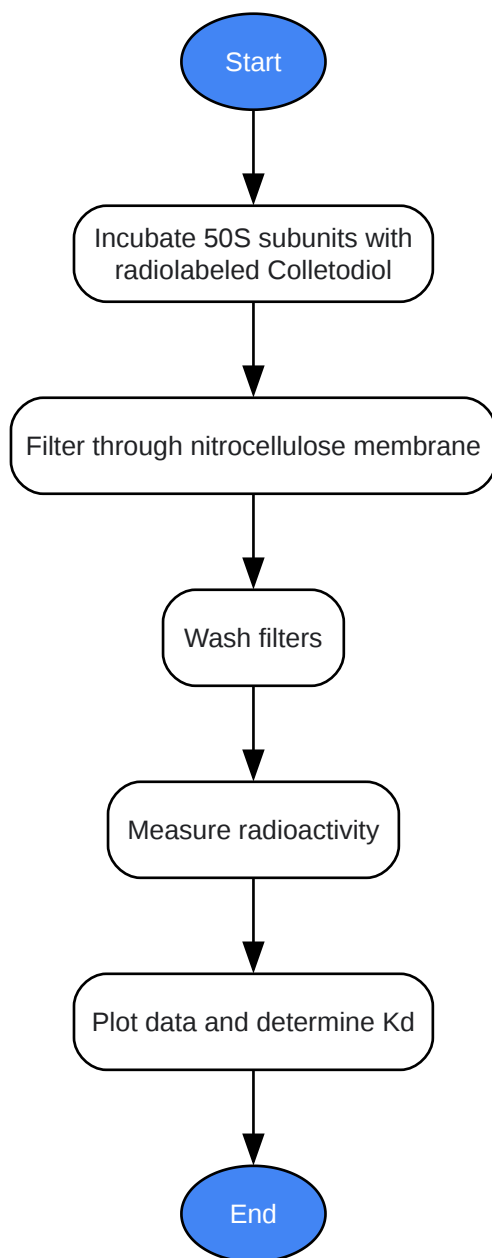 Start
Incubate 50S subunits with
radiolabeled Colletodiol
Filter through nitrocellulose membrane
Wash filters
Measure radioactivity
Plot data and determine Kd
End